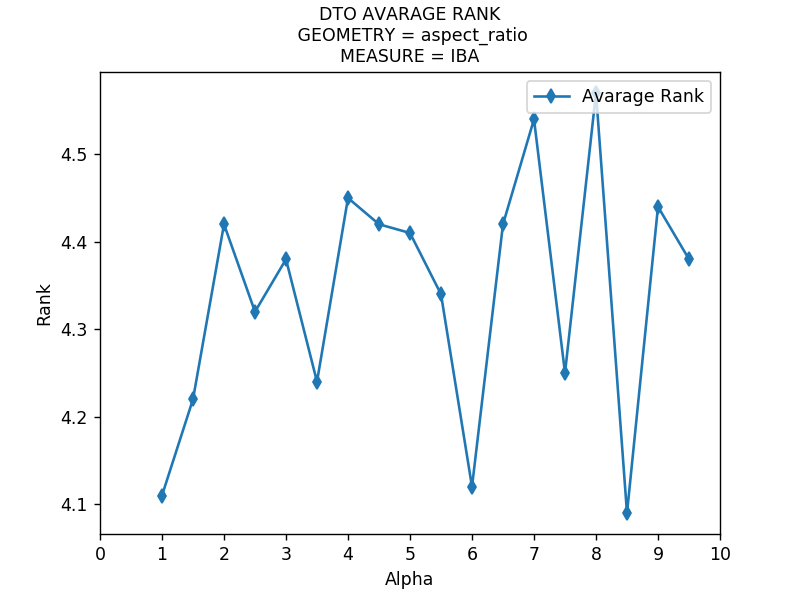 DTO AVARAGE RANK
GEOMETRY = aspect_ratio
MEASURE = IBA
Avarage Rank
4.5
4.4
4.3
4.2
4.1
Rank
0 1 2 3 4 5 6 7 8 9 10
Alpha